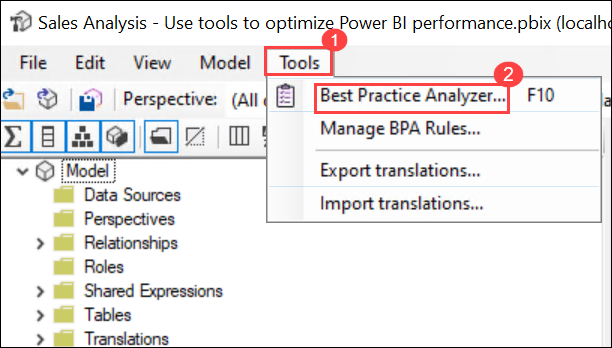 Sales Analysis - Use tools to optimize Power BI performance.pbix (localho
1
File Edit View Model Tools
2
Perspective: (All
Best Practice Analyzer... F10
Manage BPA Rules...
Export translations...
Import translations...
Model
Data Sources
Perspectives
Relationships
Roles
Shared Expressions
Tables
Translations